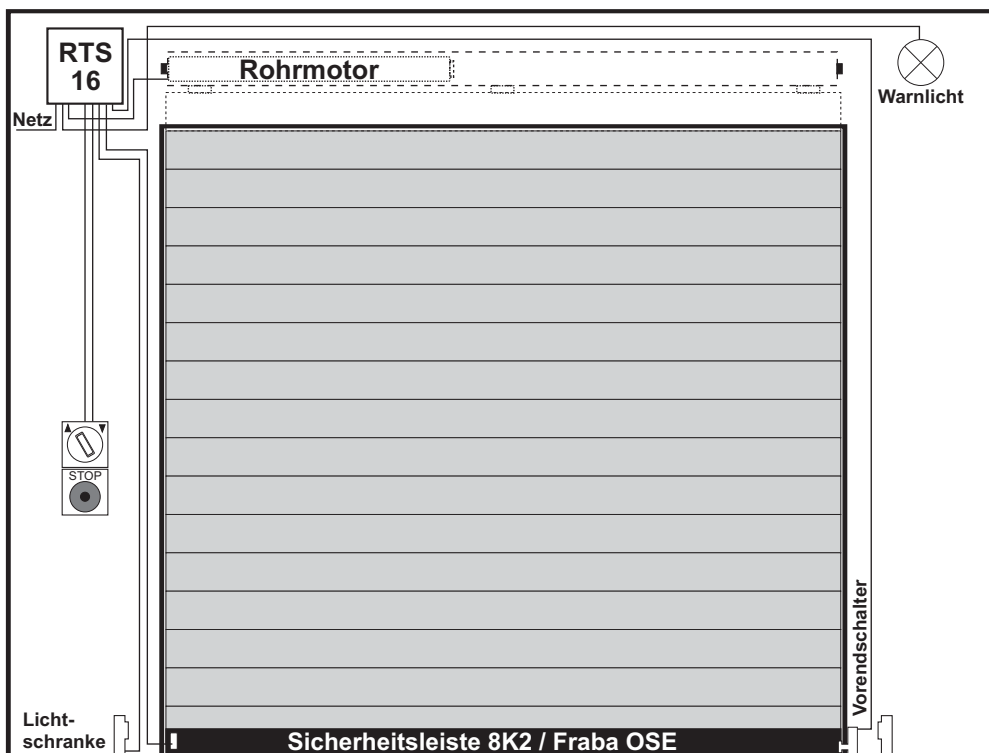 RTS
16
Rohrmotor
Warnlicht
Netz
STOP
Vorendschalter
Licht-
schranke
Sicherheitsleiste 8K2 / Fraba OSE